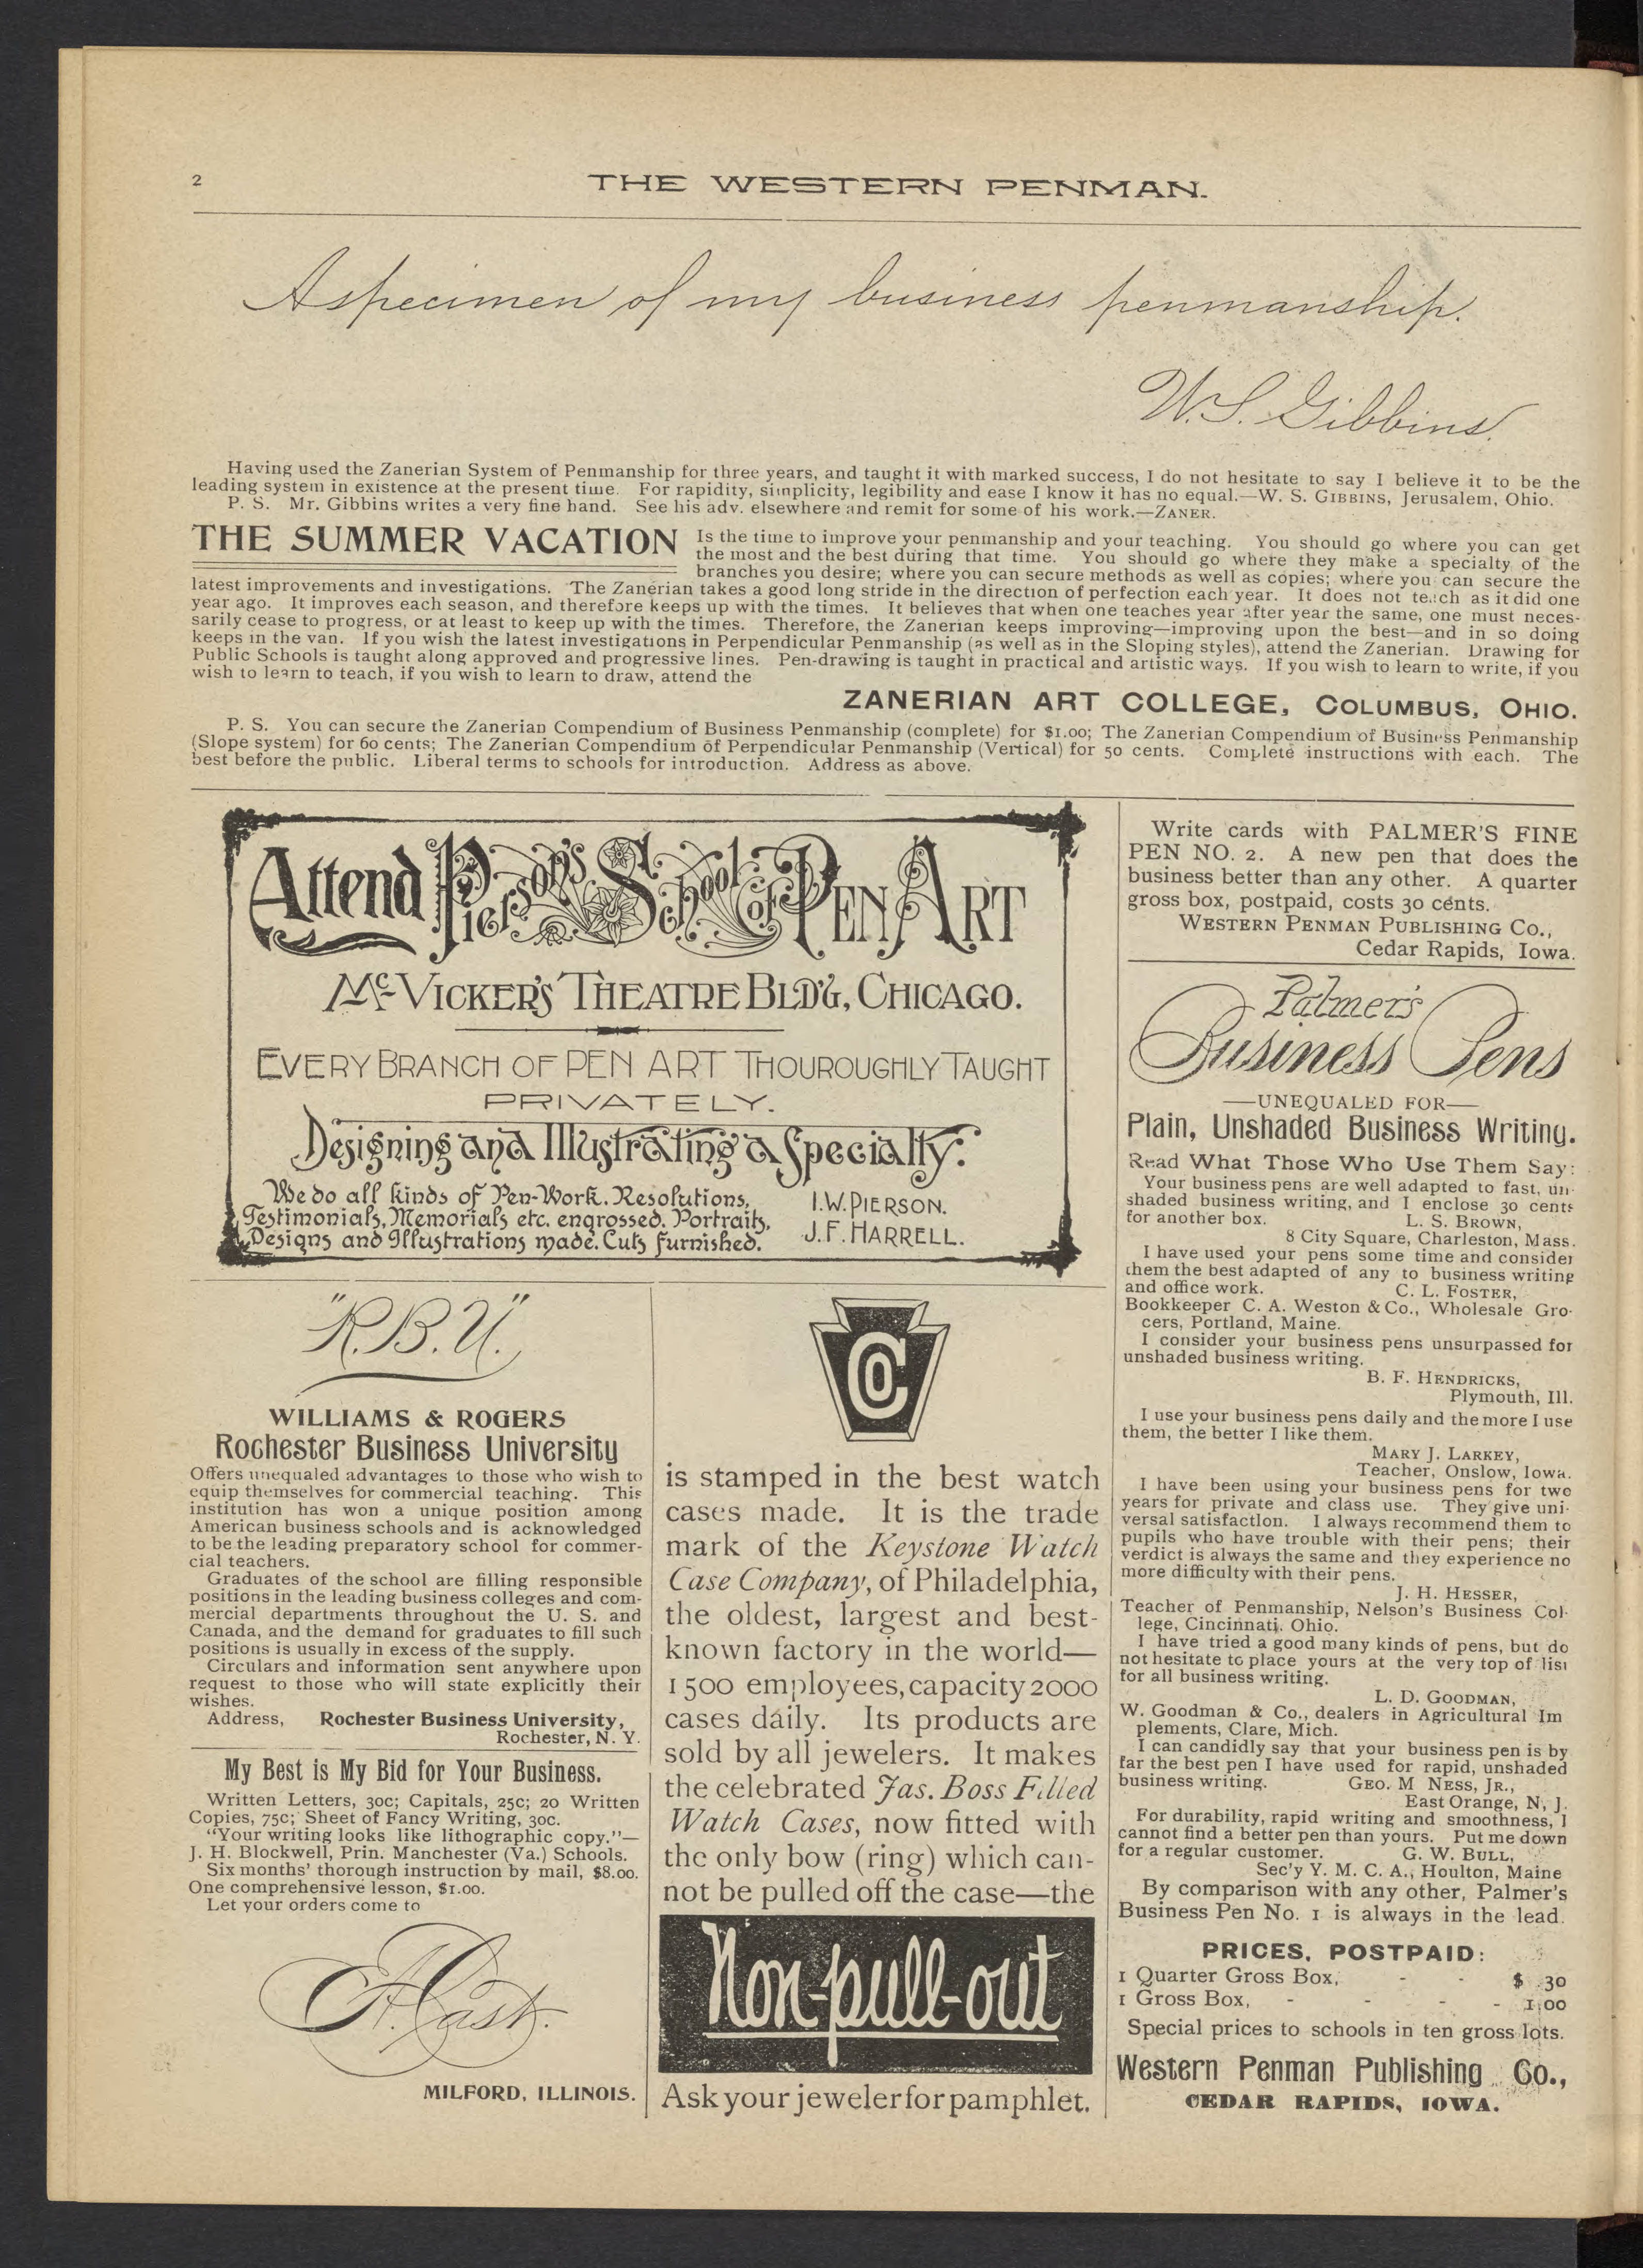 2
THE WESTERN PENMAN.
A specimen of my business penmanship.
W. S. Gibbins.
Having used the Zanerian System of Penmanship for three years, and taught it with marked success, I do not hesitate to say I believe it to be the
leading system in existence at the present time. For rapidity, simplicity, legibility and ease I know it has no equal.—W. S. GIBBINS, Jerusalem, Ohio.
P. S. Mr. Gibbins writes a very fine hand. See his adv. elsewhere and remit for some of his work.—ZANER.
THE SUMMER VACATION
Is the time to improve your penmanship and your teaching. You should go where you can get
the most and the best during that time. You should go where they make a specialty of the
branches you desire; where you can secure methods as well as copies; where you can secure the
latest improvements and investigations. The Zanerian takes a good long stride in the direction of perfection each year. It does not teach as it did one
year ago. It improves each season, and therefore keeps up with the times. It believes that when one teaches year after year the same, one must neces-
sarily cease to progress, or at least to keep up with the times. Therefore, the Zanerian keeps improving—improving upon the best—and in so doing
keeps in the van. If you wish the latest investigations in Perpendicular Penmanship (as well as in the Sloping styles), attend the Zanerian. Drawing for
Public Schools is taught along approved and progressive lines. Pen-drawing is taught in practical and artistic ways. If you wish to learn to write, if you
wish to learn to teach, if you wish to learn to draw, attend the
ZANERIAN ART COLLEGE, COLUMBUS, OHIO.
P. S. You can secure the Zanerian Compendium of Business Penmanship (complete) for $1.00; The Zanerian Compendium of Business Penmanship
(Slope system) for 60 cents; The Zanerian Compendium of Perpendicular Penmanship (Vertical) for 50 cents. Complete instructions with each. The
best before the public. Liberal terms to schools for introduction. Address as above.
Attend Pierson's School of PEN ART
McVICKER'S THEATRE BLD'G, CHICAGO.
EVERY BRANCH OF PEN ART THOUROUGHLY TAUGHT
PRIVATELY.
Designing and Illustrating a Specialty.
We do all kinds of Pen-Work. Resolutions,
Testimonials, Memorials etc. engrossed. Portraits,
Designs and Illustrations made. Cuts furnished.
I. W. PIERSON.
J. F. HARRELL.
"R. B. U."
WILLIAMS & ROGERS
Rochester Business University
Offers unequaled advantages to those who wish to
equip themselves for commercial teaching. This
institution has won a unique position among
American business schools and is acknowledged
to be the leading preparatory school for commer-
cial teachers.
Graduates of the school are filling responsible
positions in the leading business colleges and com-
mercial departments throughout the U. S. and
Canada, and the demand for graduates to fill such
positions is usually in excess of the supply.
Circulars and information sent anywhere upon
request to those who will state explicitly their
wishes.
Address, Rochester Business University,
Rochester, N. Y.
My Best is My Bid for Your Business.
Written Letters, 30c; Capitals, 25c; 20 Written
Copies, 75c; Sheet of Fancy Writing, 30c.
"Your writing looks like lithographic copy."—
J. H. Blockwell, Prin. Manchester (Va.) Schools.
Six months' thorough instruction by mail, $8.00.
One comprehensive lesson, $1.00.
Let your orders come to
MILFORD, ILLINOIS.
C
O
is stamped in the best watch
cases made. It is the trade
mark of the Keystone Watch
Case Company, of Philadelphia,
the oldest, largest and best-
known factory in the world—
1500 employees, capacity 2000
cases daily. Its products are
sold by all jewelers. It makes
the celebrated Jas. Boss Filled
Watch Cases, now fitted with
the only bow (ring) which can-
not be pulled off the case—the
Non-pull-out
Ask your jeweler for pamphlet.
Write cards with PALMER'S FINE
PEN NO. 2. A new pen that does the
business better than any other. A quarter
gross box, postpaid, costs 30 cents.
WESTERN PENMAN PUBLISHING CO.,
Cedar Rapids, Iowa.
Palmer's
Business Pens
—UNEQUALED FOR—
Plain, Unshaded Business Writing.
Read What Those Who Use Them Say:
Your business pens are well adapted to fast, un-
shaded business writing, and I enclose 30 cents
for another box. L. S. BROWN,
8 City Square, Charleston, Mass.
I have used your pens some time and consider
them the best adapted of any to business writing
and office work. C. L. FOSTER,
Bookkeeper C. A. Weston & Co., Wholesale Gro-
cers, Portland, Maine.
I consider your business pens unsurpassed for
unshaded business writing.
B. F. HENDRICKS,
Plymouth, Ill.
I use your business pens daily and the more I use
them, the better I like them.
MARY J. LARKEY,
Teacher, Onslow, Iowa.
I have been using your business pens for two
years for private and class use. They give uni-
versal satisfaction. I always recommend them to
pupils who have trouble with their pens; their
verdict is always the same and they experience no
more difficulty with their pens.
J. H. HESSER,
Teacher of Penmanship, Nelson's Business Col-
lege, Cincinnati, Ohio.
I have tried a good many kinds of pens, but do
not hesitate to place yours at the very top of list
for all business writing.
L. D. GOODMAN,
W. Goodman & Co., dealers in Agricultural Im
plements, Clare, Mich.
I can candidly say that your business pen is by
far the best pen I have used for rapid, unshaded
business writing. GEO. M NESS, JR.,
East Orange, N, J.
For durability, rapid writing and smoothness, I
cannot find a better pen than yours. Put me down
for a regular customer. G. W. BULL,
Sec'y Y. M. C. A., Houlton, Maine
By comparison with any other, Palmer's
Business Pen No. 1 is always in the lead.
PRICES, POSTPAID:
1 Quarter Gross Box, - - $ .30
1 Gross Box, - - - - 1.00
Special prices to schools in ten gross lots.
Western Penman Publishing Co.,
CEDAR RAPIDS, IOWA.